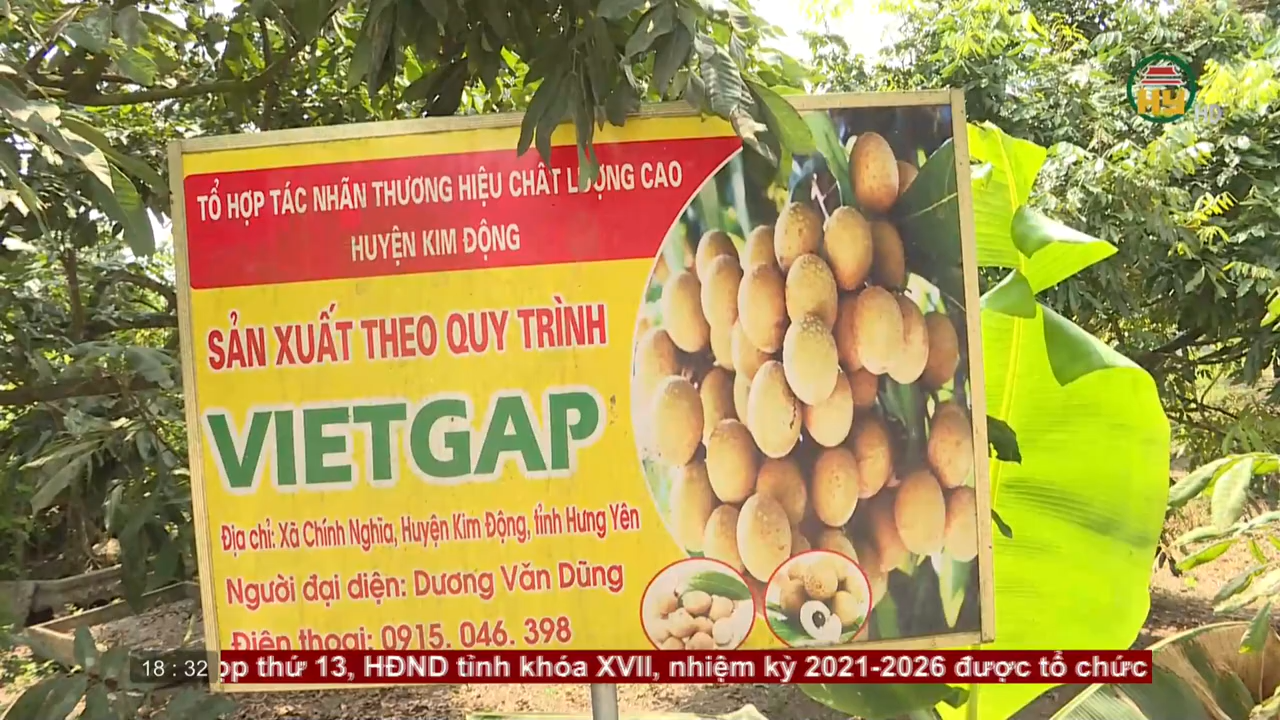 HY
HD
TỔ HỢP TÁC NHÃN THƯƠNG HIỆU CHẤT LƯỢNG CAO
HUYỆN KIM ĐỘNG
SẢN XUẤT THEO QUY TRÌNH
VIETGAP
Địa chỉ: Xã Chính Nghĩa, Huyện Kim Động, tỉnh Hưng Yên
Người đại diện: Dương Văn Dũng
Điện thoại: 0915. 046. 398
18 : 32 thứ 13, HĐND tỉnh khóa XVII, nhiệm kỳ 2021-2026 được tổ chức